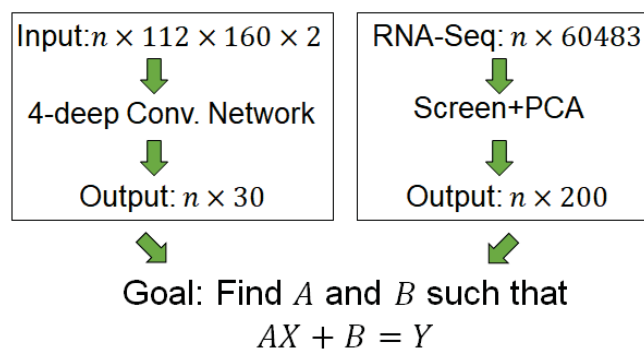 Input:n × 112 × 160 × 2
4-deep Conv. Network
Output: n × 30
RNA-Seq: n × 60483
Screen+PCA
Output: n × 200
Goal: Find A and B such that
AX + B = Y